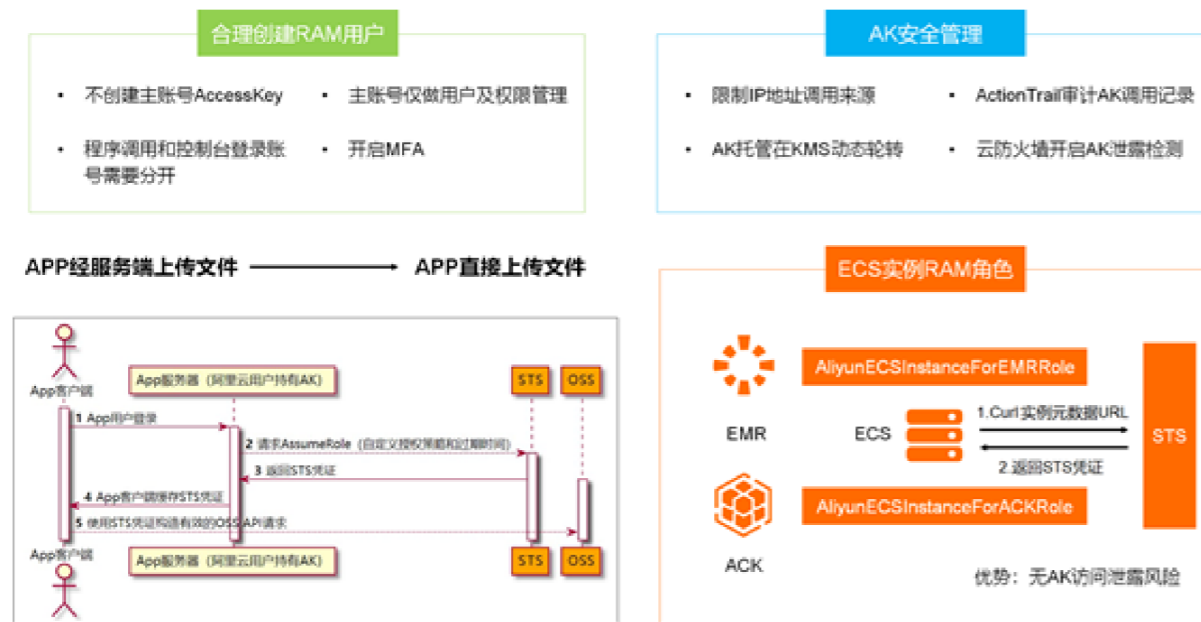 合理创建RAM用户
• 不创建主账号AccessKey
• 主账号仅做用户及权限管理
• 程序调用和控制台登录账
号需要分开
• 开启MFA
AK安全管理
• 限制IP地址调用来源
• ActionTrail审计AK调用记录
• AK托管在KMS动态轮转
• 云防火墙开启AK泄露检测
APP经服务端上传文件
APP直接上传文件
App客户端
App服务器（阿里云用户持有AK）
STS
OSS
1 App用户登录
2 请求AssumeRole（自定义授权策略和过期时间）
3 返回STS凭证
4 App客户端缓存STS凭证
5 使用STS凭证构造有效的OSS API请求
App客户端
App服务器（阿里云用户持有AK）
STS
OSS
ECS实例RAM角色
AliyunECSInstanceForEMRRole
EMR
ECS
1.Curl 实例元数据URL
2.返回STS凭证
STS
AliyunECSInstanceForACKRole
ACK
优势：无AK访问泄露风险